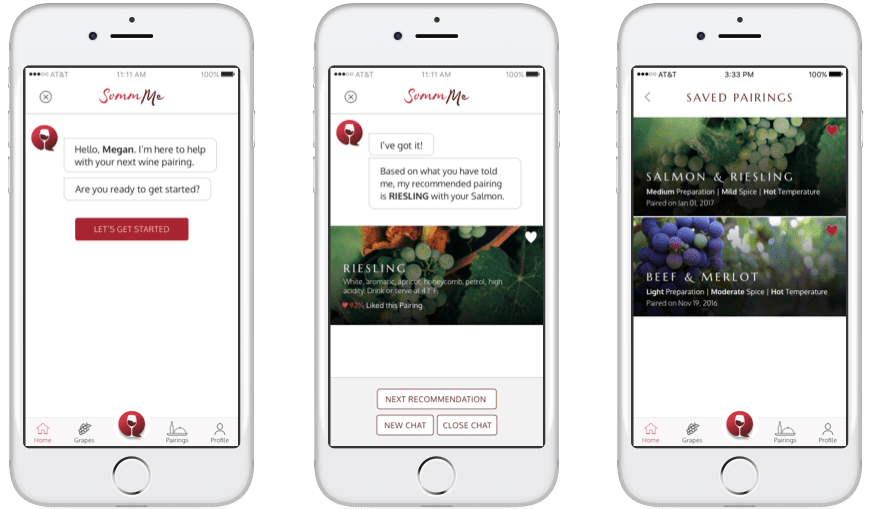 AT&T 11:11 AM 100%
SommMe
Hello, Megan. I'm here to help
with your next wine pairing.
Are you ready to get started?
LET'S GET STARTED
Home Grapes Pairings Profile
AT&T 11:11 AM 100%
SommMe
I've got it!
Based on what you have told
me, my recommended pairing
is RIESLING with your Salmon.
RIESLING
White, aromatic, apricot, honeycomb, petrol, high
acidity. Drink or serve at 43°F.
92% Liked this Pairing
NEXT RECOMMENDATION
NEW CHAT CLOSE CHAT
AT&T 3:33 PM 100%
SAVED PAIRINGS
SALMON & RIESLING
Medium Preparation | Mild Spice | Hot Temperature
Paired on Jan 01, 2017
BEEF & MERLOT
Light Preparation | Moderate Spice | Hot Temperature
Paired on Nov 19, 2016
Home Grapes Pairings Profile